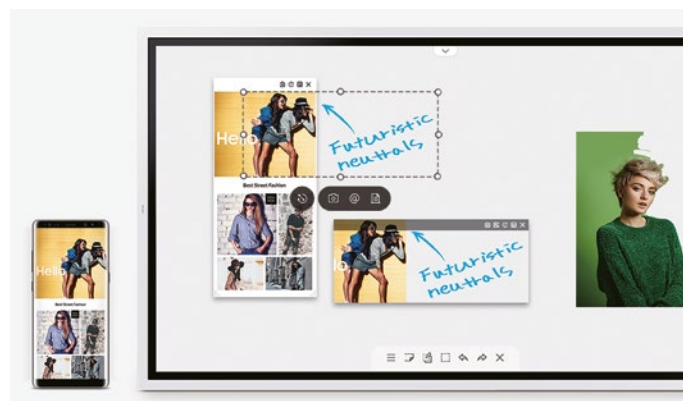 Hello
Best Street Fashion
Futuristic
neutrals
Futuristic
neutrals
Hello
Best Street Fashion